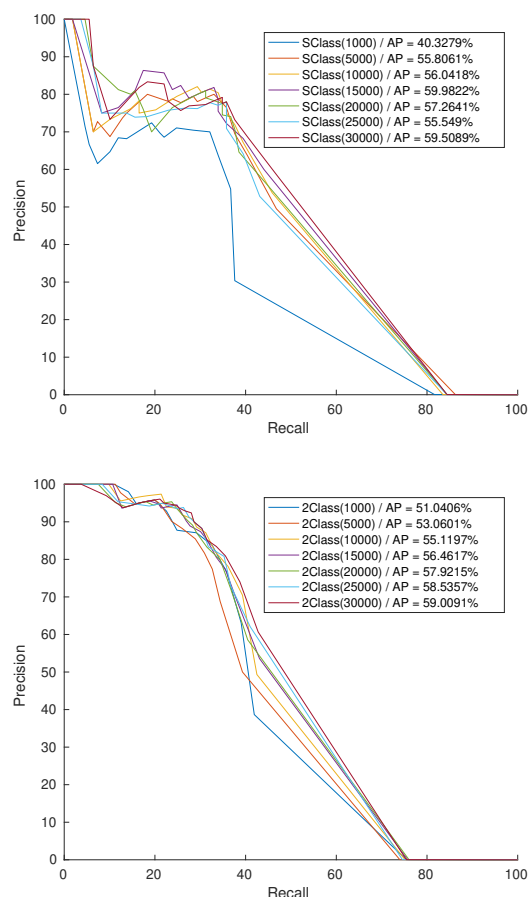 100
90
80
70
60
50
40
30
20
10
0
Precision
0 20 40 60 80 100
Recall
SClass(1000) / AP = 40.3279%
SClass(5000) / AP = 55.8061%
SClass(10000) / AP = 56.0418%
SClass(15000) / AP = 59.9822%
SClass(20000) / AP = 57.2641%
SClass(25000) / AP = 55.549%
SClass(30000) / AP = 59.5089%
100
90
80
70
60
50
40
30
20
10
0
Precision
0 20 40 60 80 100
Recall
2Class(1000) / AP = 51.0406%
2Class(5000) / AP = 53.0601%
2Class(10000) / AP = 55.1197%
2Class(15000) / AP = 56.4617%
2Class(20000) / AP = 57.9215%
2Class(25000) / AP = 58.5357%
2Class(30000) / AP = 59.0091%